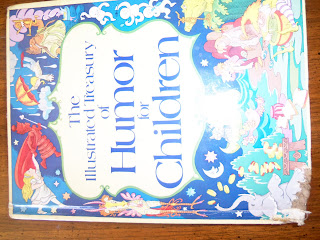 The
Illustrated Treasury
of
Humor
for
Children